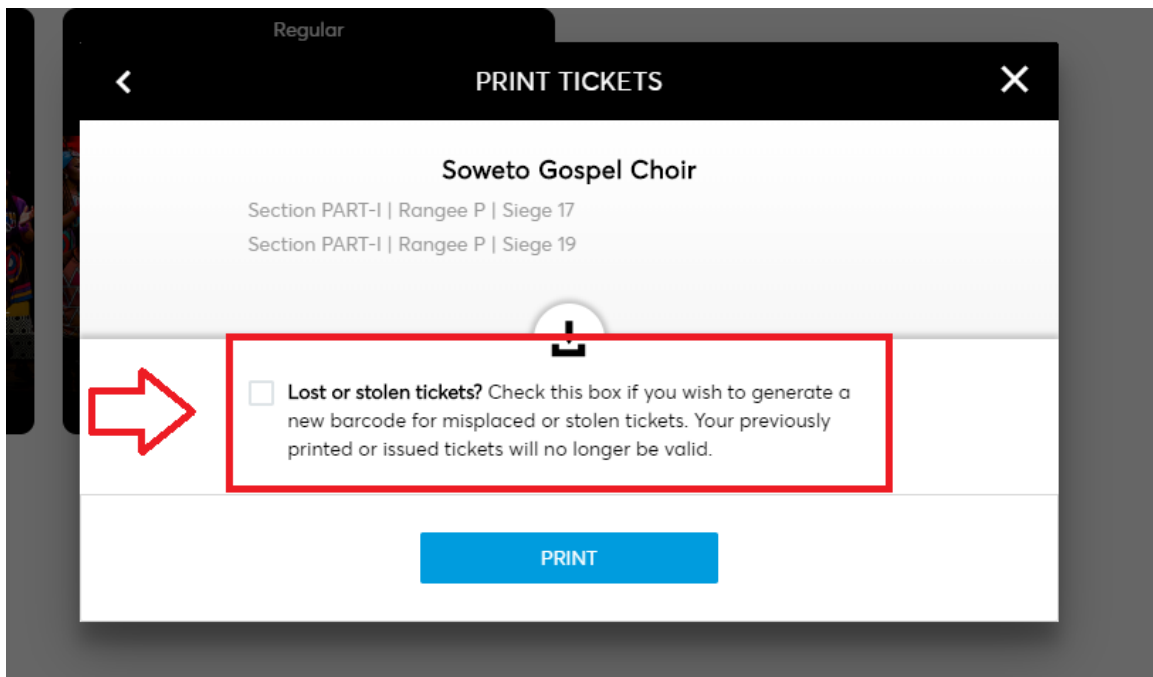 Regular
PRINT TICKETS
Soweto Gospel Choir
Section PART-I | Rangee P | Siege 17
Section PART-I | Rangee P | Siege 19
Lost or stolen tickets? Check this box if you wish to generate a
new barcode for misplaced or stolen tickets. Your previously
printed or issued tickets will no longer be valid.
PRINT